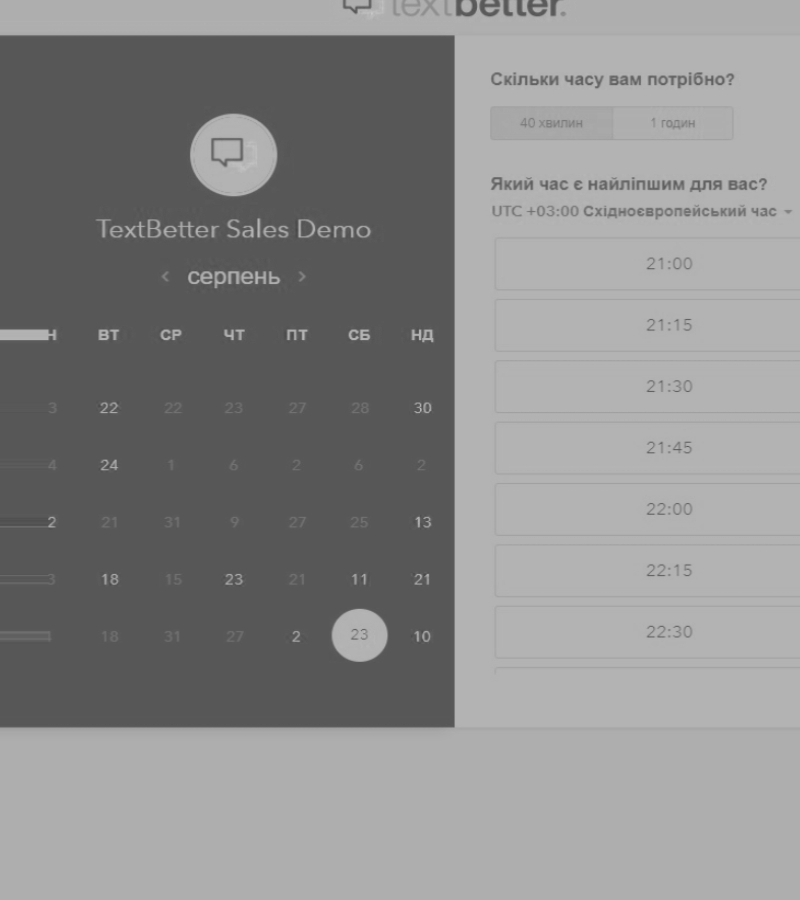 textbetter.
TextBetter Sales Demo
< серпень >
Н ВТ СР ЧТ ПТ СБ НД
3 22 22 23 27 28 30
4 24 1 6 2 6 2
2 21 31 9 27 25 13
3 18 15 23 21 11 21
18 31 27 2 23 10
Скільки часу вам потрібно?
40 хвилин 1 годин
Який час є найліпшим для вас?
UTC +03:00 Східноєвропейський час
21:00
21:15
21:30
21:45
22:00
22:15
22:30